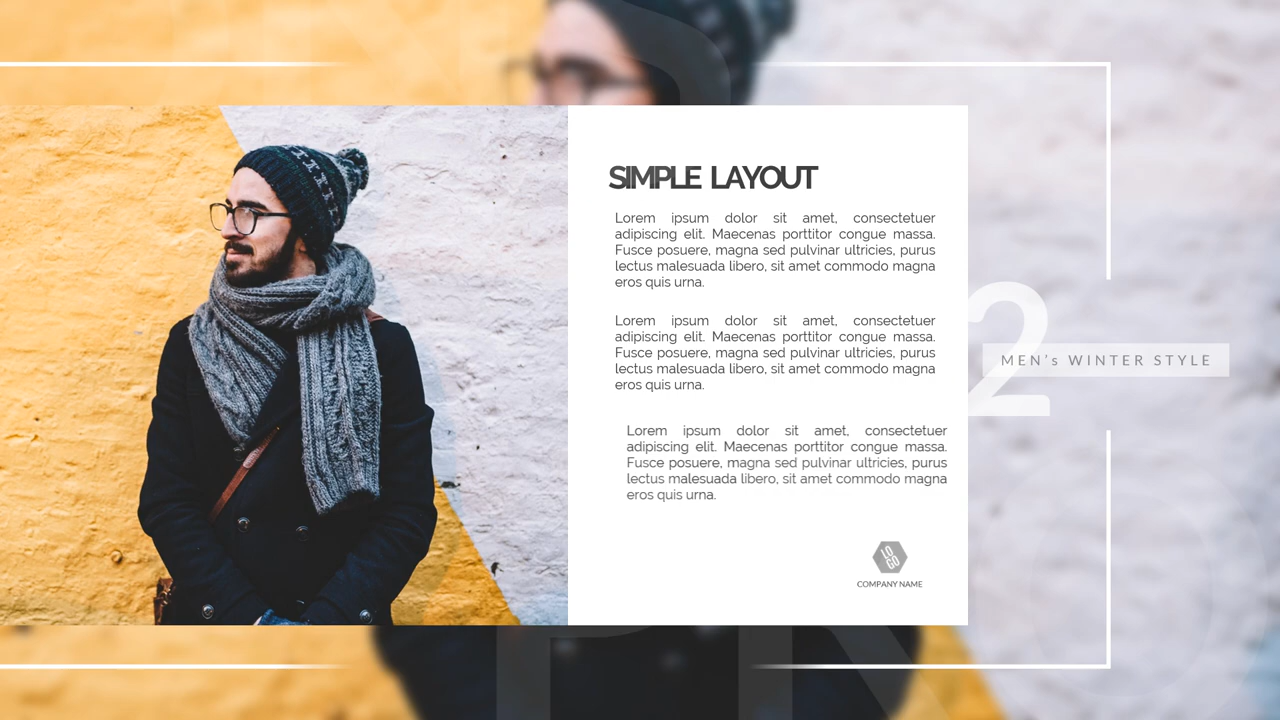 SIMPLE LAYOUT
Lorem ipsum dolor sit amet, consectetuer
adipiscing elit. Maecenas porttitor congue massa.
Fusce posuere, magna sed pulvinar ultricies, purus
lectus malesuada libero, sit amet commodo magna
eros quis urna.
Lorem ipsum dolor sit amet, consectetuer
adipiscing elit. Maecenas porttitor congue massa.
Fusce posuere, magna sed pulvinar ultricies, purus
lectus malesuada libero, sit amet commodo magna
eros quis urna.
Lorem ipsum dolor sit amet, consectetuer
adipiscing elit. Maecenas porttitor congue massa.
Fusce posuere, magna sed pulvinar ultricies, purus
lectus malesuada libero, sit amet commodo magna
eros quis urna.
LO
GO
COMPANY NAME
2
MEN's WINTER STYLE